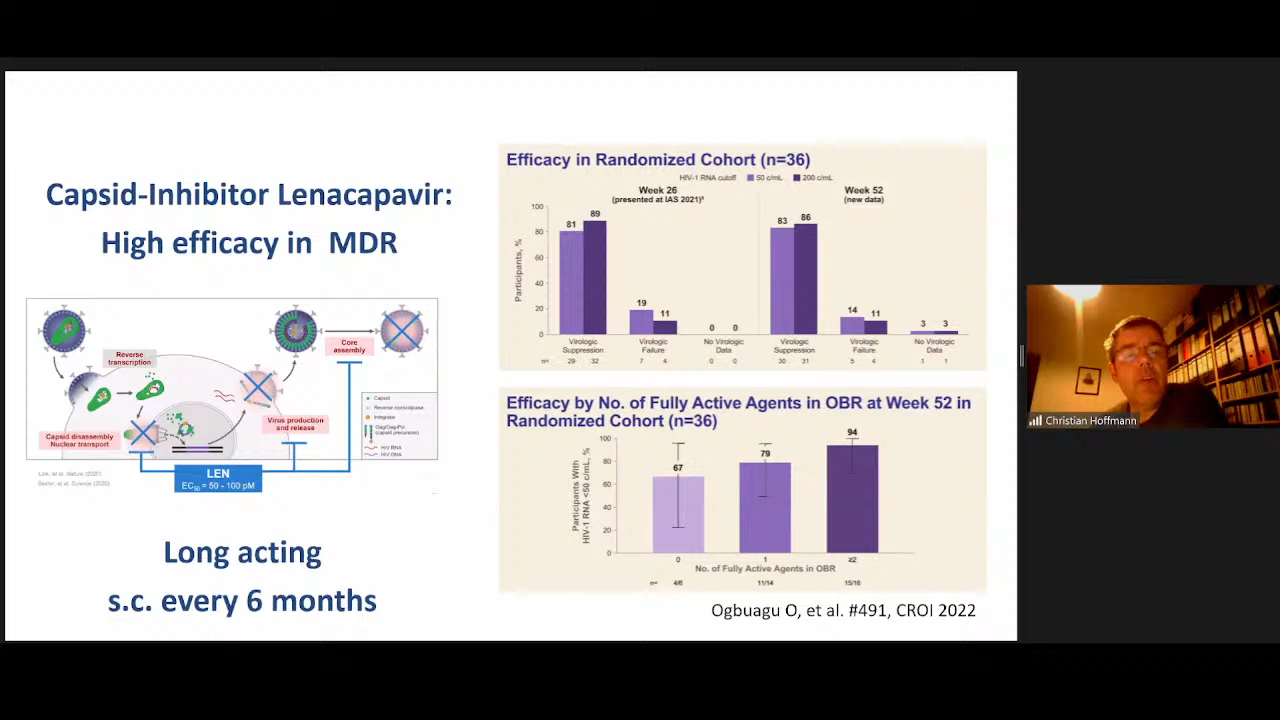 Capsid-Inhibitor Lenacapavir:
High efficacy in MDR
Reverse
transcription
Core
assembly
Virus production
and release
Capsid disassembly
Nuclear transport
Capsid
Reverse transcriptase
Integrase
Gag/Gag-Pol
(capsid precursors)
HIV RNA
HIV DNA
LEN
EC50 = 50 - 100 pM
Link, et al. Nature (2020)
Bester, et al. Science (2020)
Long acting
s.c. every 6 months
Efficacy in Randomized Cohort (n=36)
HIV-1 RNA cutoff 50 c/mL 200 c/mL
Week 26
(presented at IAS 2021)
Week 52
(new data)
Participants, %
100
80
60
40
20
0
81 89
19 11
0 0
83 86
14 11
3 3
Virologic
Suppression
Virologic
Failure
No Virologic
Data
Virologic
Suppression
Virologic
Failure
No Virologic
Data
n= 29 32 7 4 0 0 30 31 5 4 1 1
Efficacy by No. of Fully Active Agents in OBR at Week 52 in
Randomized Cohort (n=36)
Participants With
HIV-1 RNA <50 c/mL, %
100
80
60
40
20
0
67 79 94
0 1 ≥2
No. of Fully Active Agents in OBR
n= 4/6 11/14 15/16
Ogbuagu O, et al. #491, CROI 2022
Christian Hoffmann